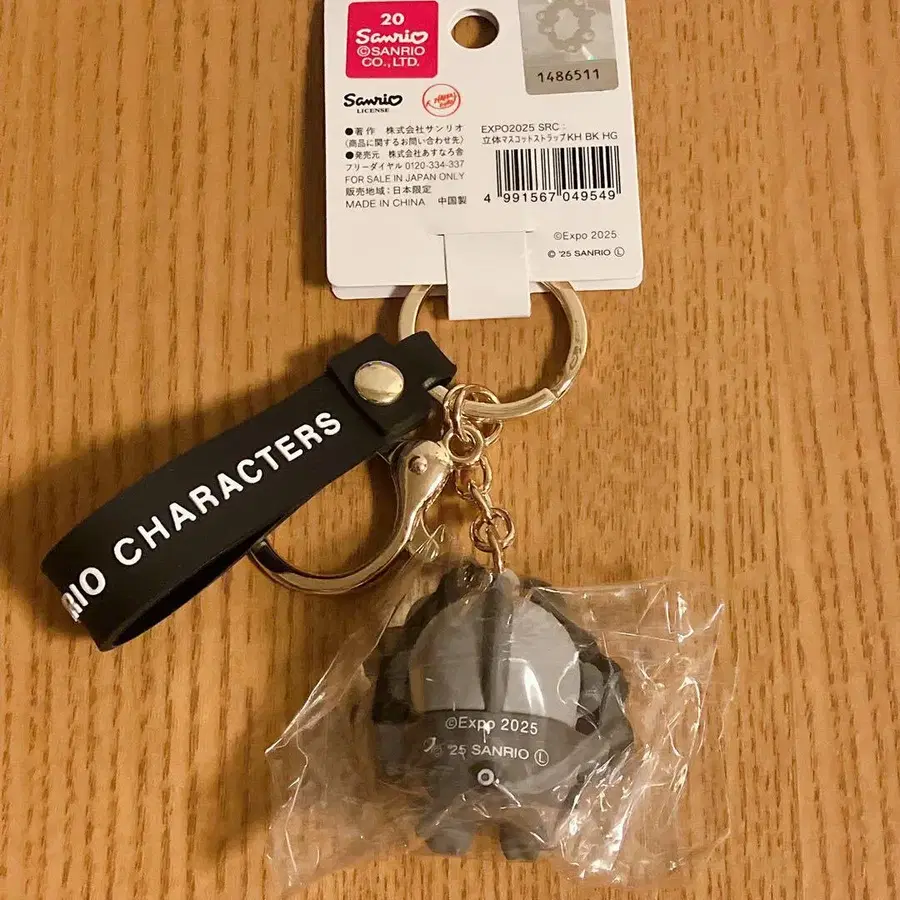 20
Sanrio
©SANRIO
CO., LTD.
1486511
Sanrio
LICENSE
●著作 株式会社サンリオ
(商品に関するお問い合わせ先)
●発売元 株式会社あすなろ舎
フリーダイヤル 0120-334-337
FOR SALE IN JAPAN ONLY
販売地域:日本限定
MADE IN CHINA 中国製
EXPO2025 SRC:
立体マスコットストラップKH BK HG
4 991567 049549
©Expo 2025
© '25 SANRIO Ⓛ
RIO CHARACTERS
©Expo 2025
'25 SANRIO Ⓛ